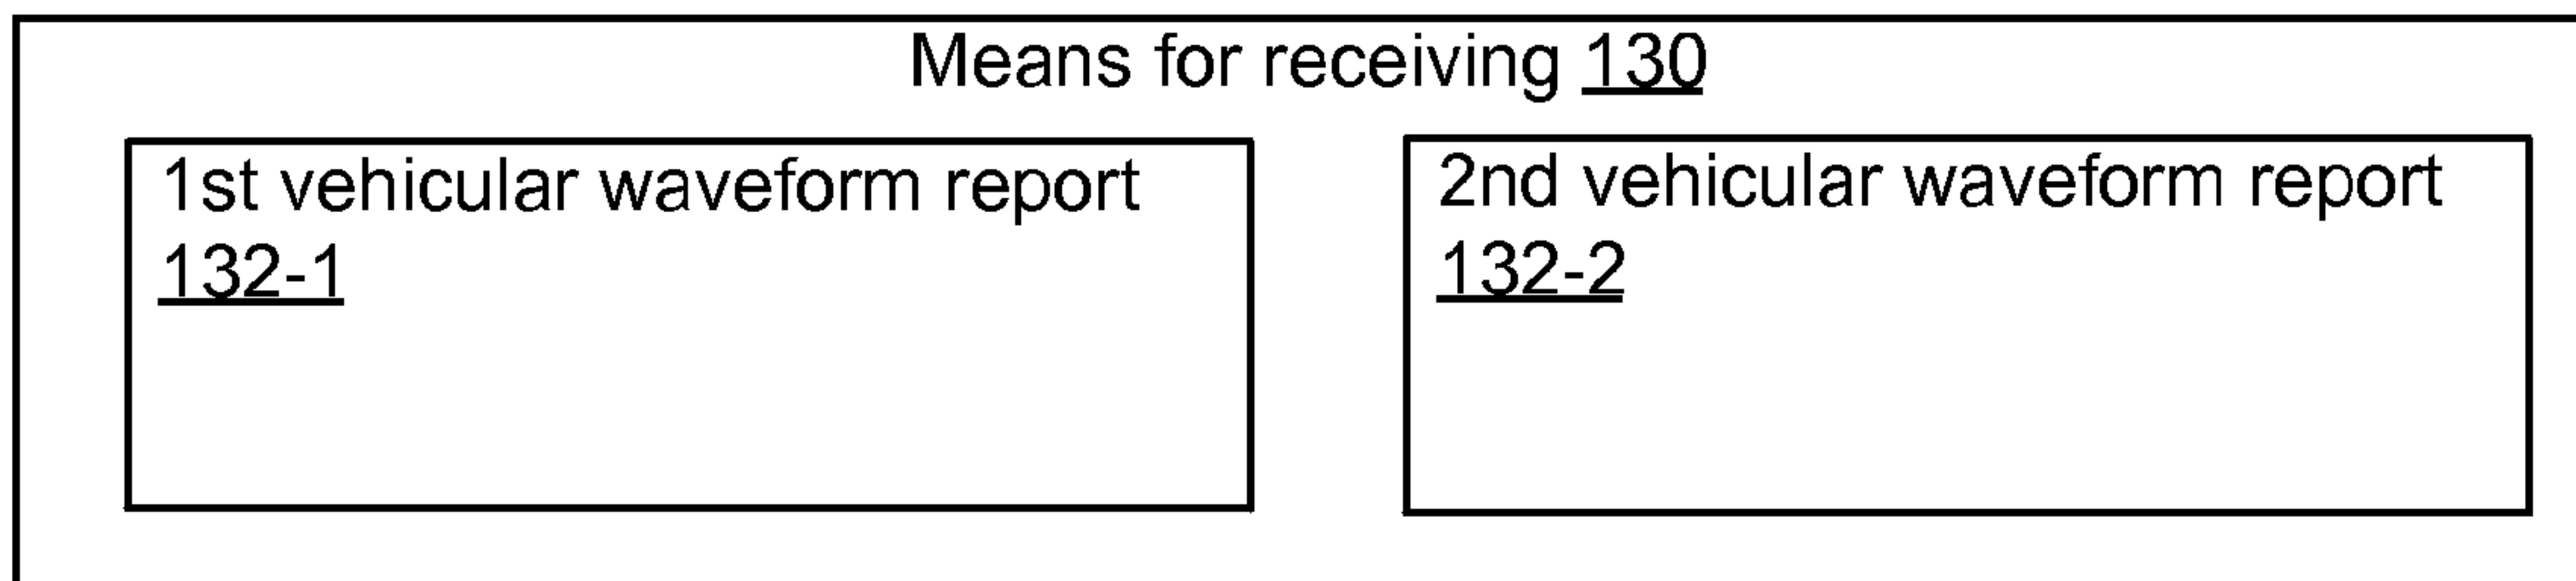 Means for receiving 130
1st vehicular waveform report
132-1
2nd vehicular waveform report
132-2